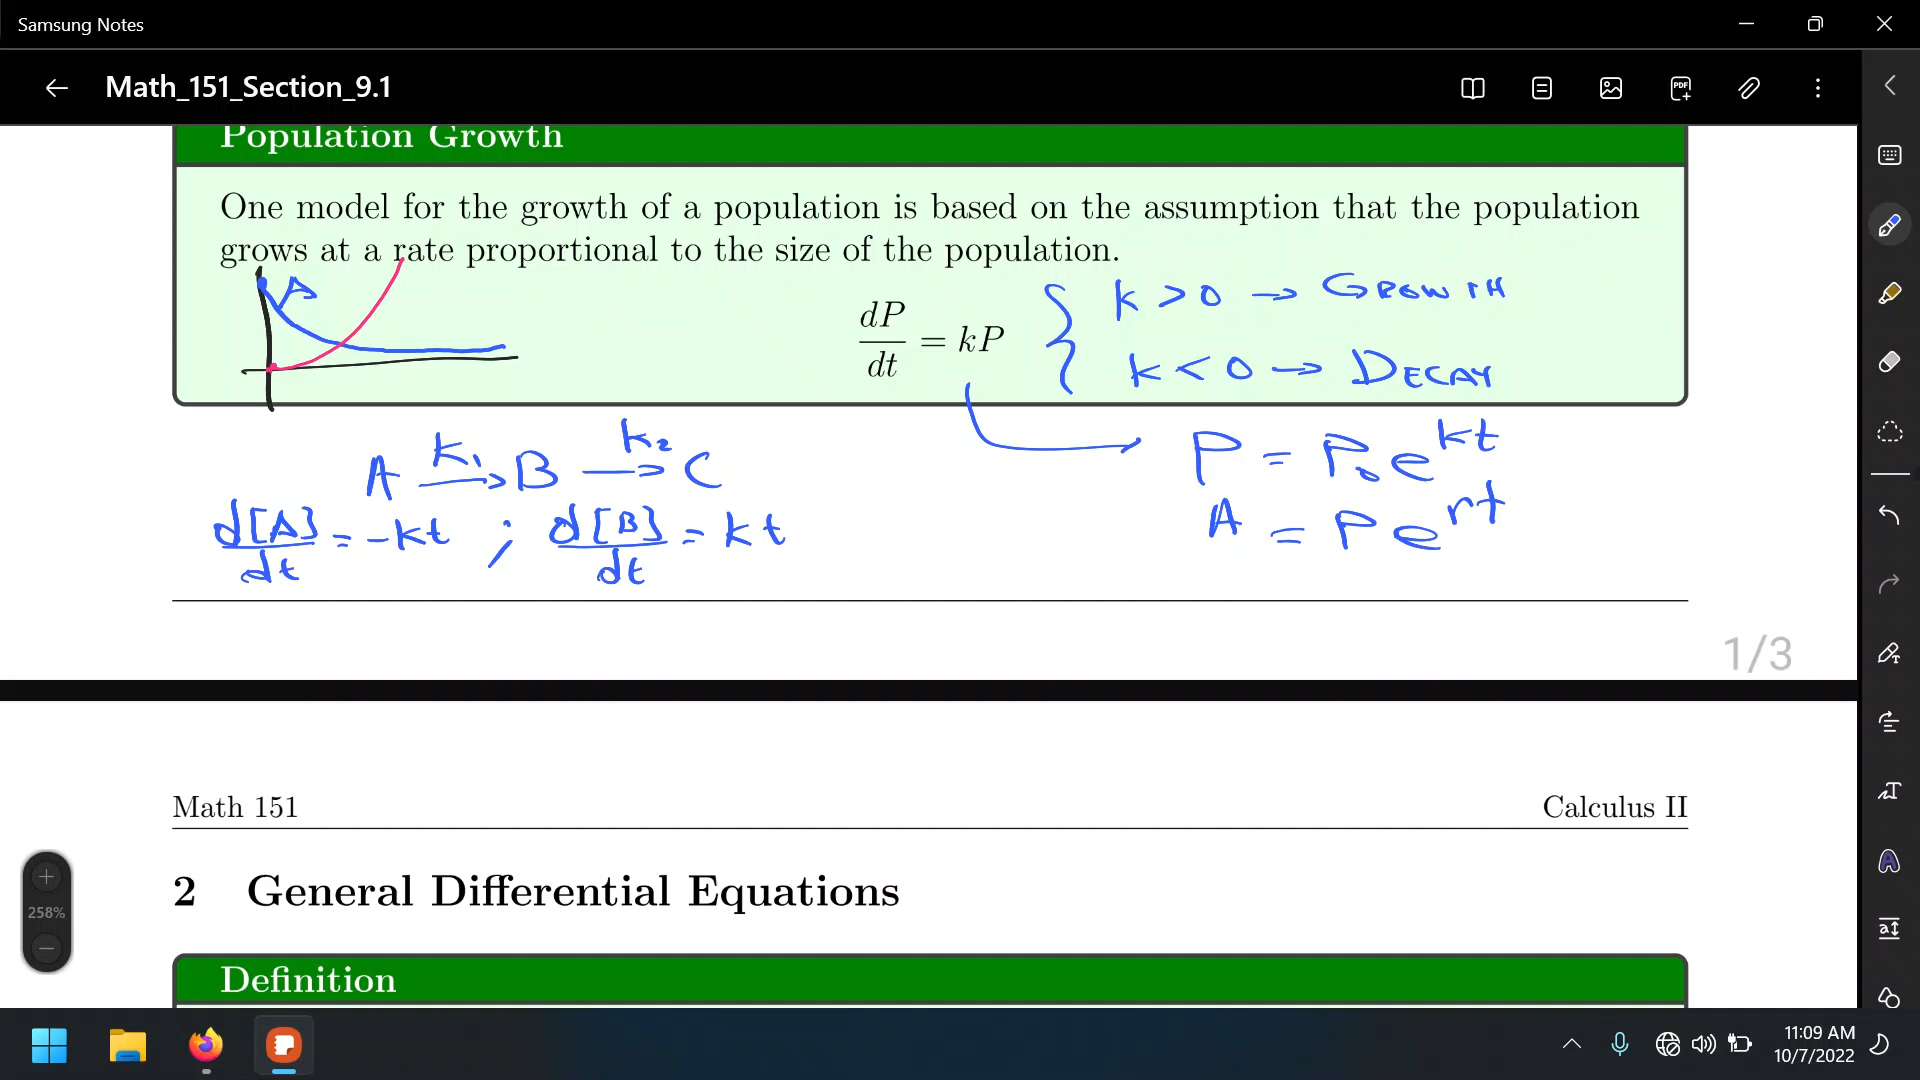 Samsung Notes
Math_151_Section_9.1
Population Growth
One model for the growth of a population is based on the assumption that the population
grows at a rate proportional to the size of the population.
A
dP/dt = kP
k > 0 → GROWTH
k < 0 → DECAY
A —k₁→ B —k₂→ C
P = P₀e^kt
d[A]/dt = -kt ; d[B]/dt = kt
A = Pe^rt
1/3
Math 151 Calculus II
2 General Differential Equations
258%
Definition
11:09 AM
10/7/2022